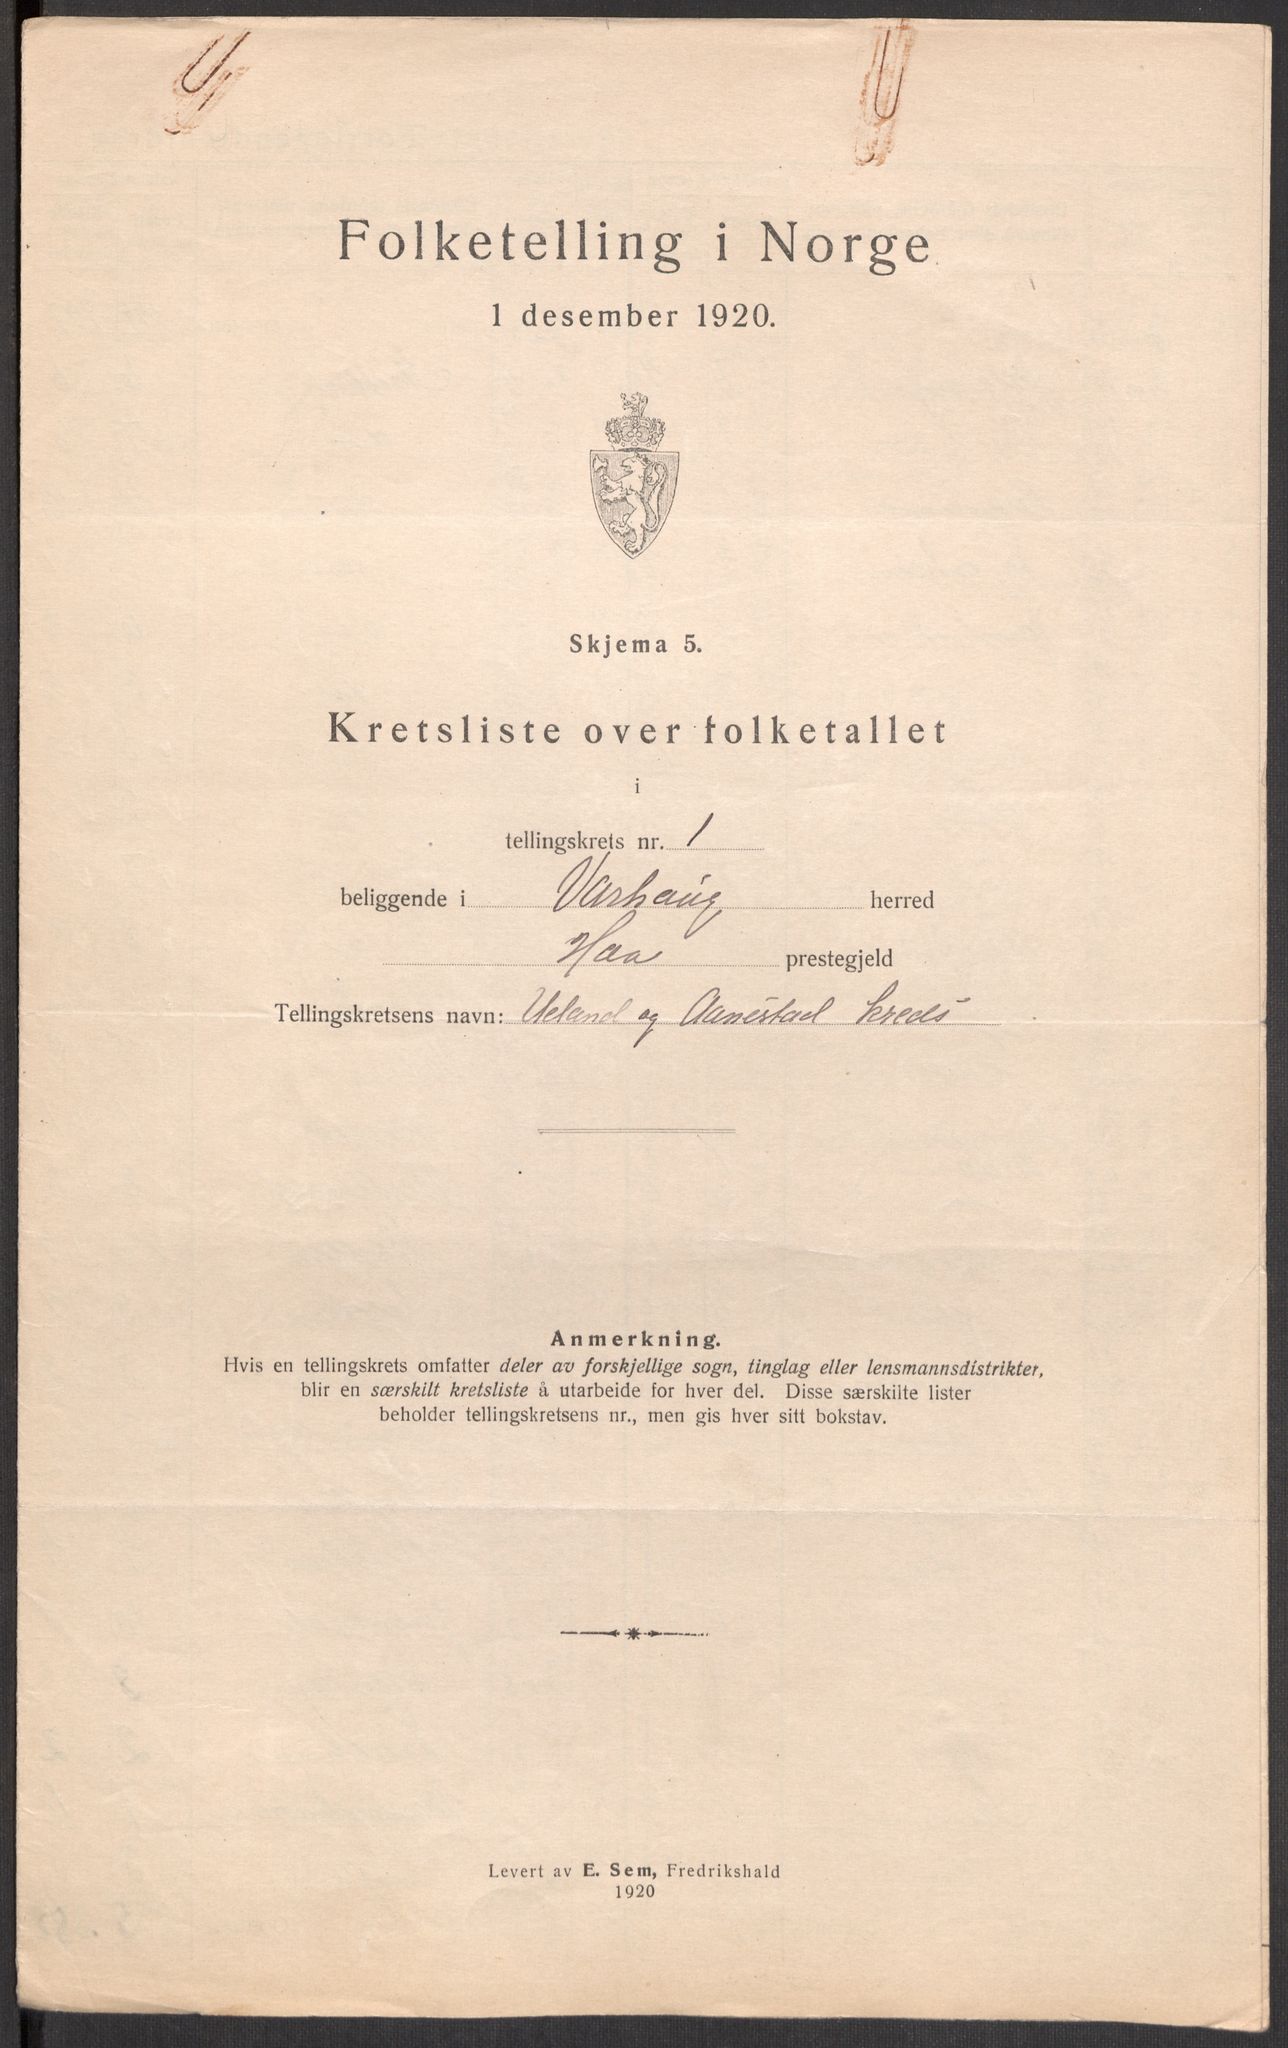 Folketelling i Norge
1 desember 1920.
Skjema 5.
Kretsliste over folketallet
i
tellingskrets nr. 1
beliggende i Varhaug herred
Haa prestegjeld
Tellingskretsens navn: Ueland og Aanestad kreds
Anmerkning.
Hvis en tellingskrets omfatter deler av forskjellige sogn, tinglag eller lensmannsdistrikter,
blir en særskilt kretsliste å utarbeide for hver del. Disse særskilte lister
beholder tellingskretsens nr., men gis hver sitt bokstav.
Levert av E. Sem, Fredrikshald
1920